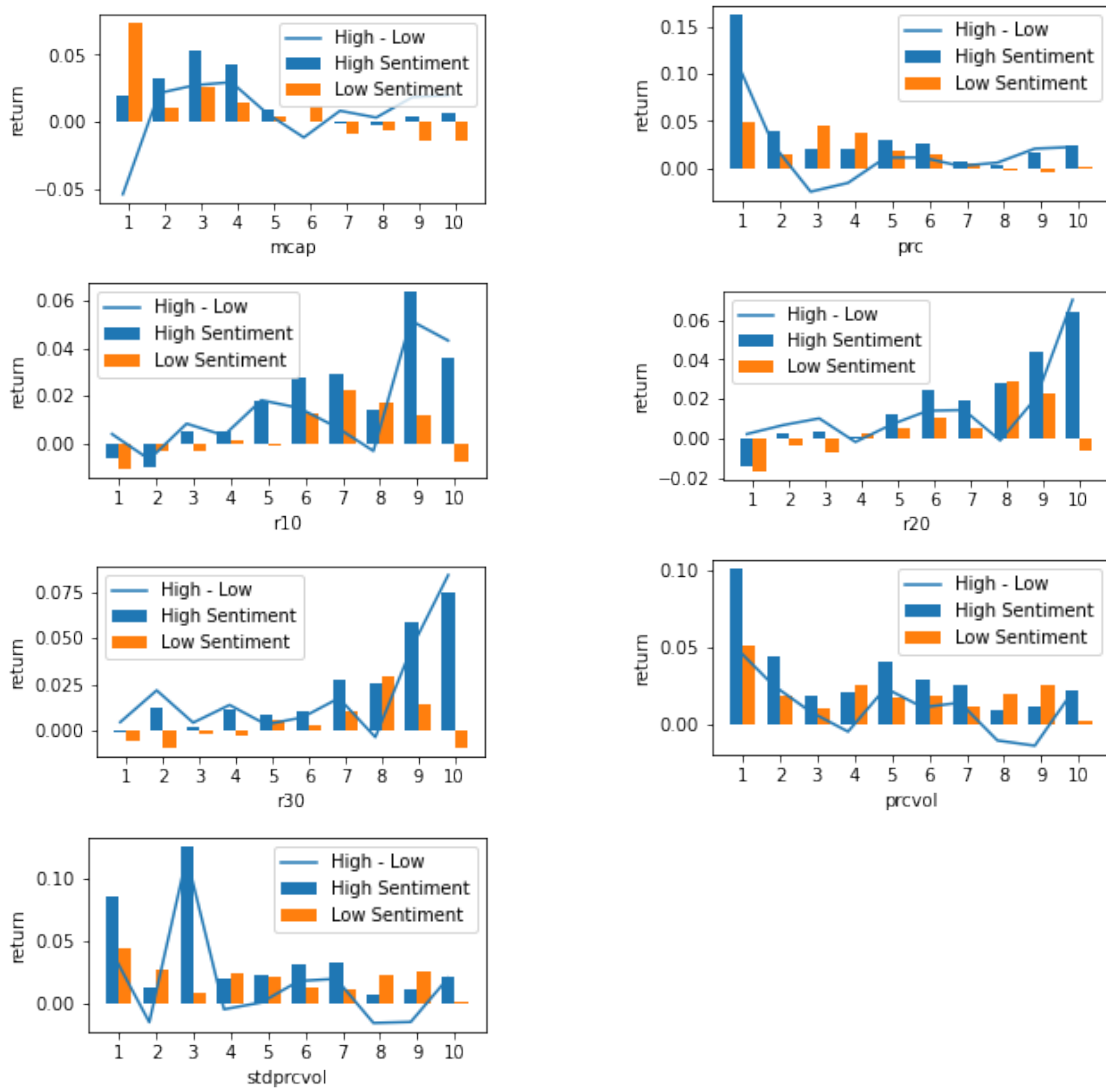 0.05
0.00
−0.05
return
High - Low
High Sentiment
Low Sentiment
1 2 3 4 5 6 7 8 9 10
mcap
0.15
0.10
0.05
0.00
return
High - Low
High Sentiment
Low Sentiment
1 2 3 4 5 6 7 8 9 10
prc
0.06
0.04
0.02
0.00
return
High - Low
High Sentiment
Low Sentiment
1 2 3 4 5 6 7 8 9 10
r10
0.06
0.04
0.02
0.00
−0.02
return
High - Low
High Sentiment
Low Sentiment
1 2 3 4 5 6 7 8 9 10
r20
0.075
0.050
0.025
0.000
return
High - Low
High Sentiment
Low Sentiment
1 2 3 4 5 6 7 8 9 10
r30
0.10
0.05
0.00
return
High - Low
High Sentiment
Low Sentiment
1 2 3 4 5 6 7 8 9 10
prcvol
0.10
0.05
0.00
return
High - Low
High Sentiment
Low Sentiment
1 2 3 4 5 6 7 8 9 10
stdprcvol